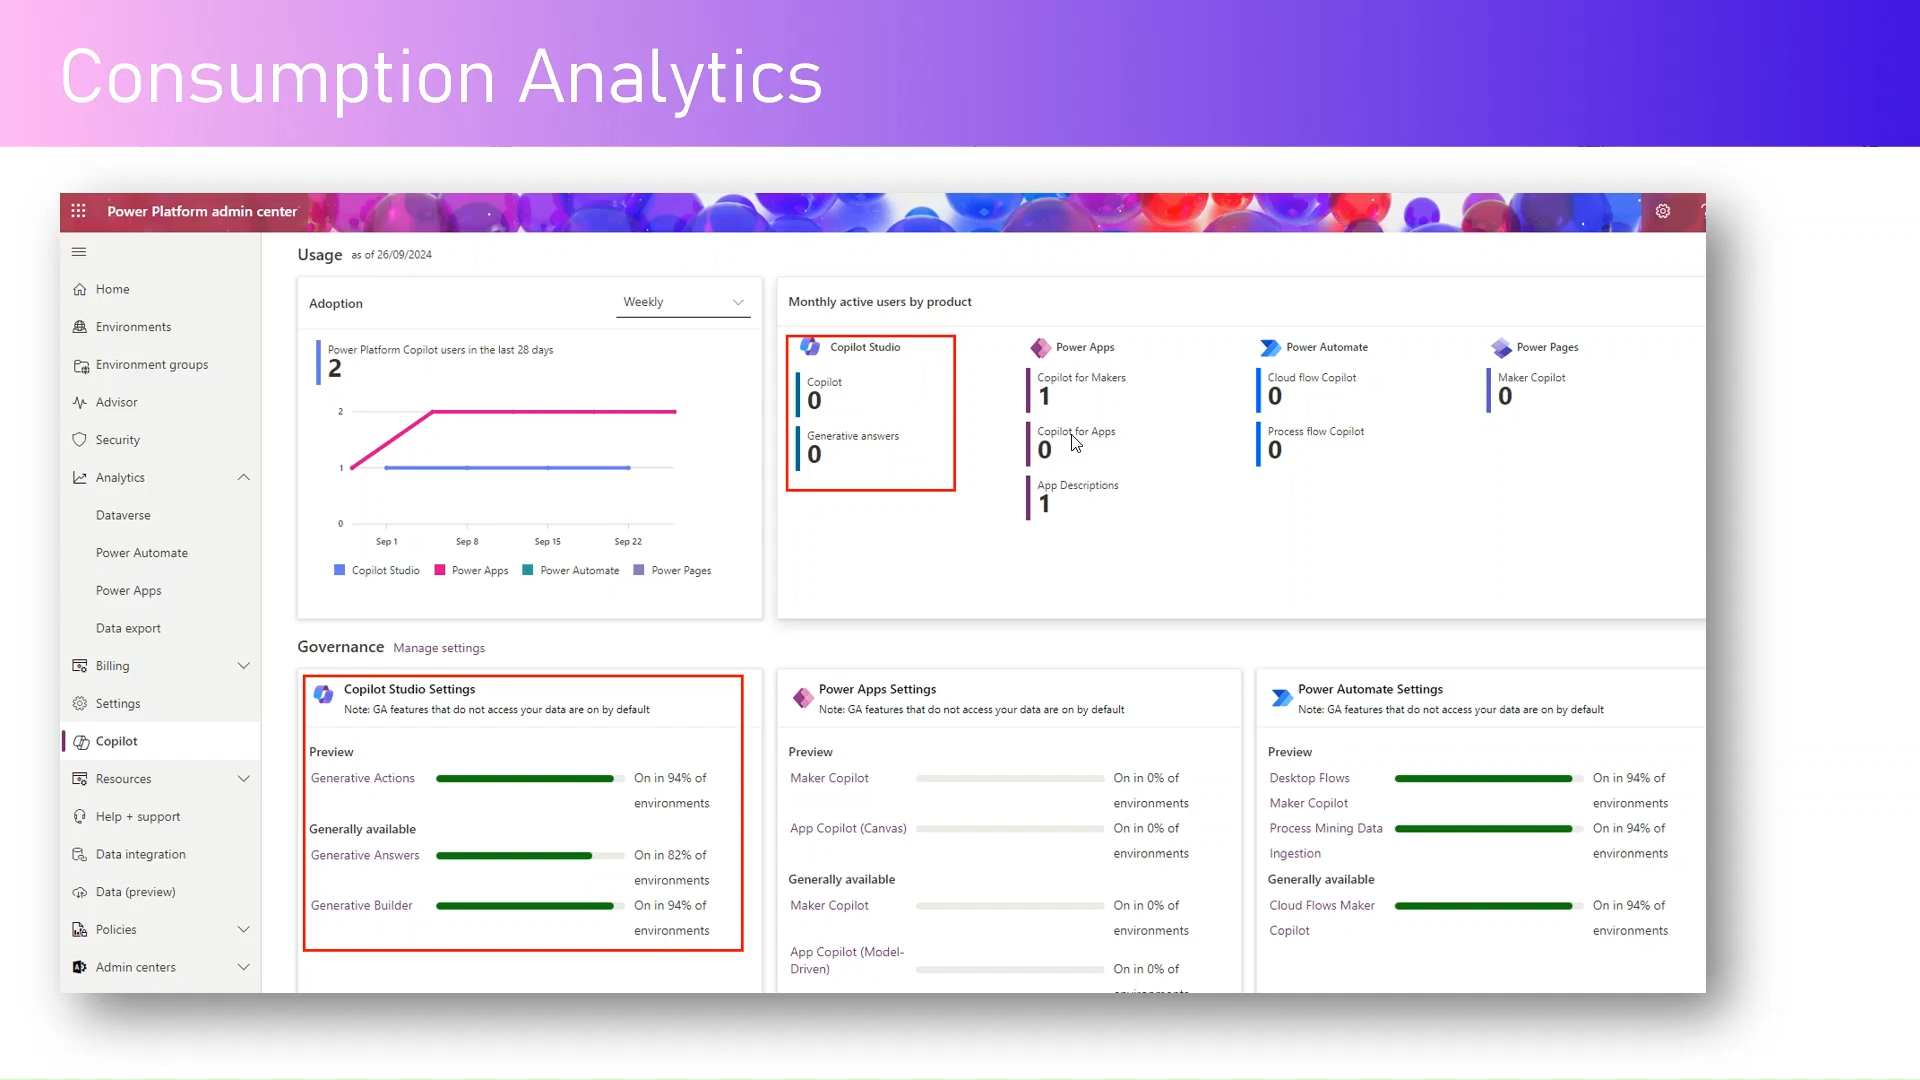 Consumption Analytics
Power Platform admin center
Home
Environments
Environment groups
Advisor
Security
Analytics
Dataverse
Power Automate
Power Apps
Data export
Billing
Settings
Copilot
Resources
Help + support
Data integration
Data (preview)
Policies
Admin centers
Usage as of 26/09/2024
Adoption
Weekly
Power Platform Copilot users in the last 28 days
2
2
1
0
Sep 1 Sep 8 Sep 15 Sep 22
Copilot Studio Power Apps Power Automate Power Pages
Monthly active users by product
Copilot Studio
Copilot
0
Generative answers
0
Power Apps
Copilot for Makers
1
Copilot for Apps
0
App Descriptions
1
Power Automate
Cloud flow Copilot
0
Process flow Copilot
0
Power Pages
Maker Copilot
0
Governance Manage settings
Copilot Studio Settings
Note: GA features that do not access your data are on by default
Preview
Generative Actions On in 94% of
environments
Generally available
Generative Answers On in 82% of
environments
Generative Builder On in 94% of
environments
Power Apps Settings
Note: GA features that do not access your data are on by default
Preview
Maker Copilot On in 0% of
environments
App Copilot (Canvas) On in 0% of
environments
Generally available
Maker Copilot On in 0% of
environments
App Copilot (Model-
Driven) On in 0% of
Power Automate Settings
Note: GA features that do not access your data are on by default
Preview
Desktop Flows On in 94% of
Maker Copilot environments
Process Mining Data On in 94% of
Ingestion environments
Generally available
Cloud Flows Maker On in 94% of
Copilot environments